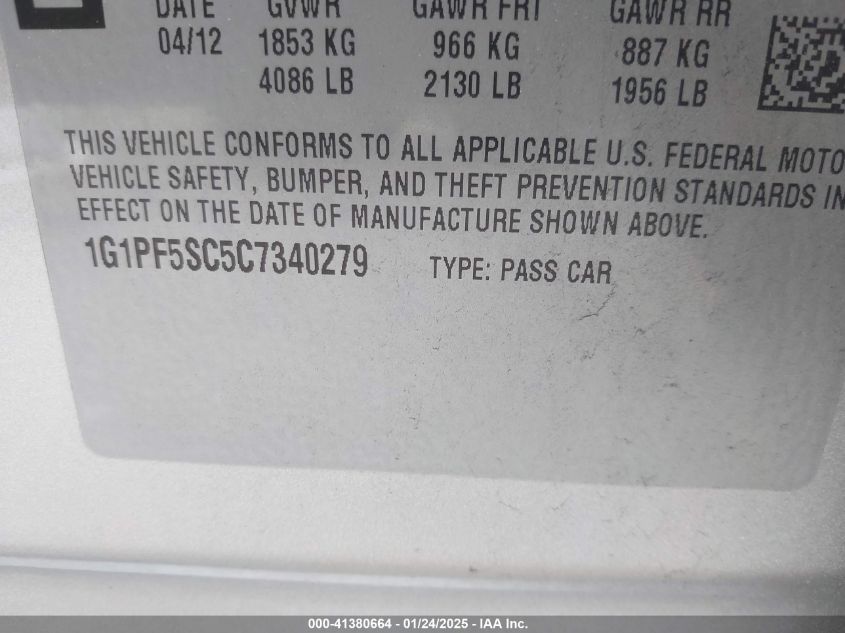 DATE GVWR GAWR FRT GAWR RR
04/12 1853 KG 966 KG 887 KG
4086 LB 2130 LB 1956 LB
THIS VEHICLE CONFORMS TO ALL APPLICABLE U.S. FEDERAL MOTO
VEHICLE SAFETY, BUMPER, AND THEFT PREVENTION STANDARDS IN
EFFECT ON THE DATE OF MANUFACTURE SHOWN ABOVE.
1G1PF5SC5C7340279 TYPE: PASS CAR
000-41380664 - 01/24/2025 - IAA Inc.